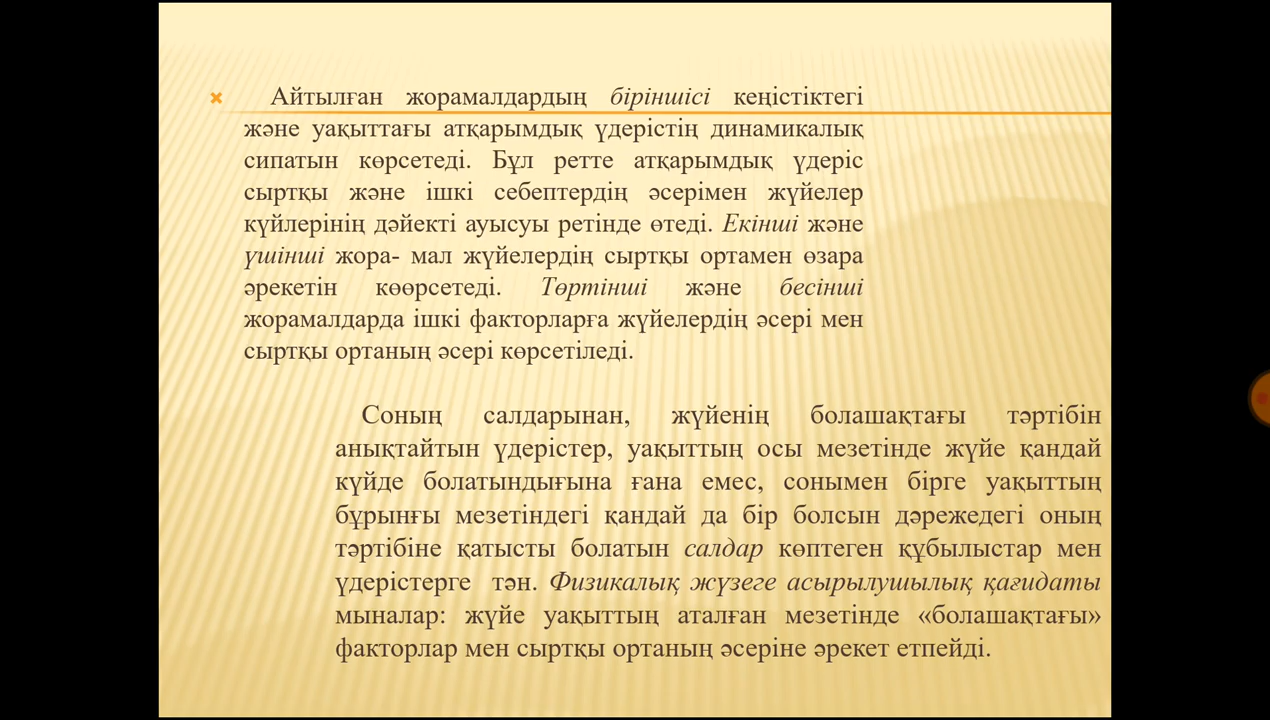 Айтылған жорамалдардың біріншісі кеңістіктегі
және уақыттағы атқарымдық үдерістің динамикалық
сипатын көрсетеді. Бұл ретте атқарымдық үдеріс
сыртқы және ішкі себептердің әсерімен жүйелер
күйлерінің дәйекті ауысуы ретінде өтеді. Екінші және
үшінші жора- мал жүйелердің сыртқы ортамен өзара
әрекетін көөрсетеді. Төртінші және бесінші
жорамалдарда ішкі факторларға жүйелердің әсері мен
сыртқы ортаның әсері көрсетіледі.
Соның салдарынан, жүйенің болашақтағы тәртібін
анықтайтын үдерістер, уақыттың осы мезетінде жүйе қандай
күйде болатындығына ғана емес, сонымен бірге уақыттың
бұрынғы мезетіндегі қандай да бір болсын дәрежедегі оның
тәртібіне қатысты болатын салдар көптеген құбылыстар мен
үдерістерге тән. Физикалық жүзеге асырылушылық қағидаты
мыналар: жүйе уақыттың аталған мезетінде «болашақтағы»
факторлар мен сыртқы ортаның әсеріне әрекет етпейді.